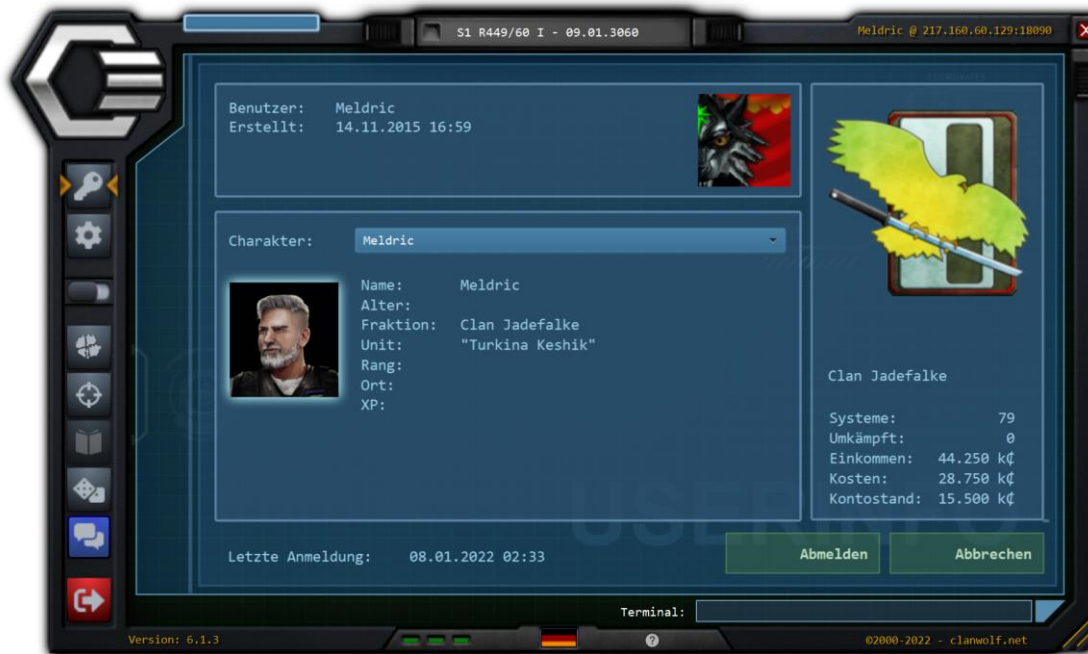 S1 R449/60 I - 09.01.3060
Meldric @ 217.160.60.129:18090
Benutzer: Meldric
Erstellt: 14.11.2015 16:59
Charakter: Meldric
Name: Meldric
Alter:
Fraktion: Clan Jadefalke
Unit: "Turkina Keshik"
Rang:
Ort:
XP:
Clan Jadefalke
Systeme: 79
Umkämpft: 0
Einkommen: 44.250 k₵
Kosten: 28.750 k₵
Kontostand: 15.500 k₵
USERINFO
Letzte Anmeldung: 08.01.2022 02:33
Abmelden
Abbrechen
Terminal:
Version: 6.1.3
?
©2000-2022 - clanwolf.net